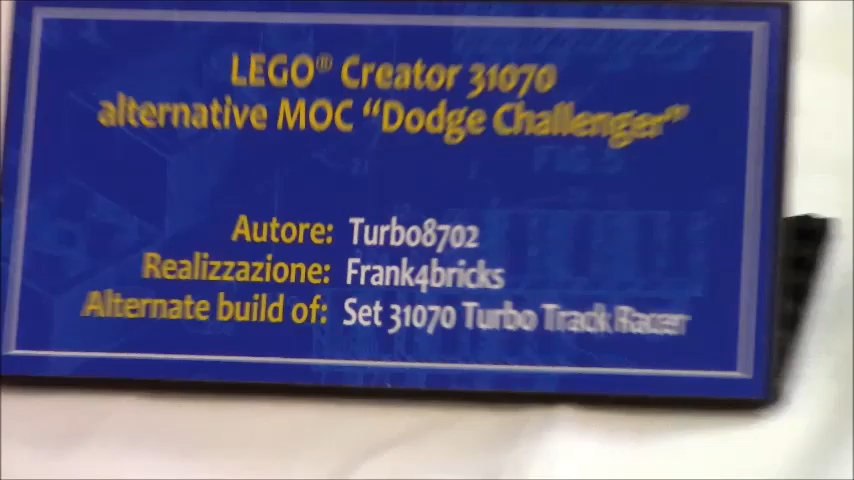 LEGO® Creator 31070
alternative MOC “Dodge Challenger”
Autore: Turbo8702
Realizzazione: Frank4bricks
Alternate build of: Set 31070 Turbo Track Racer